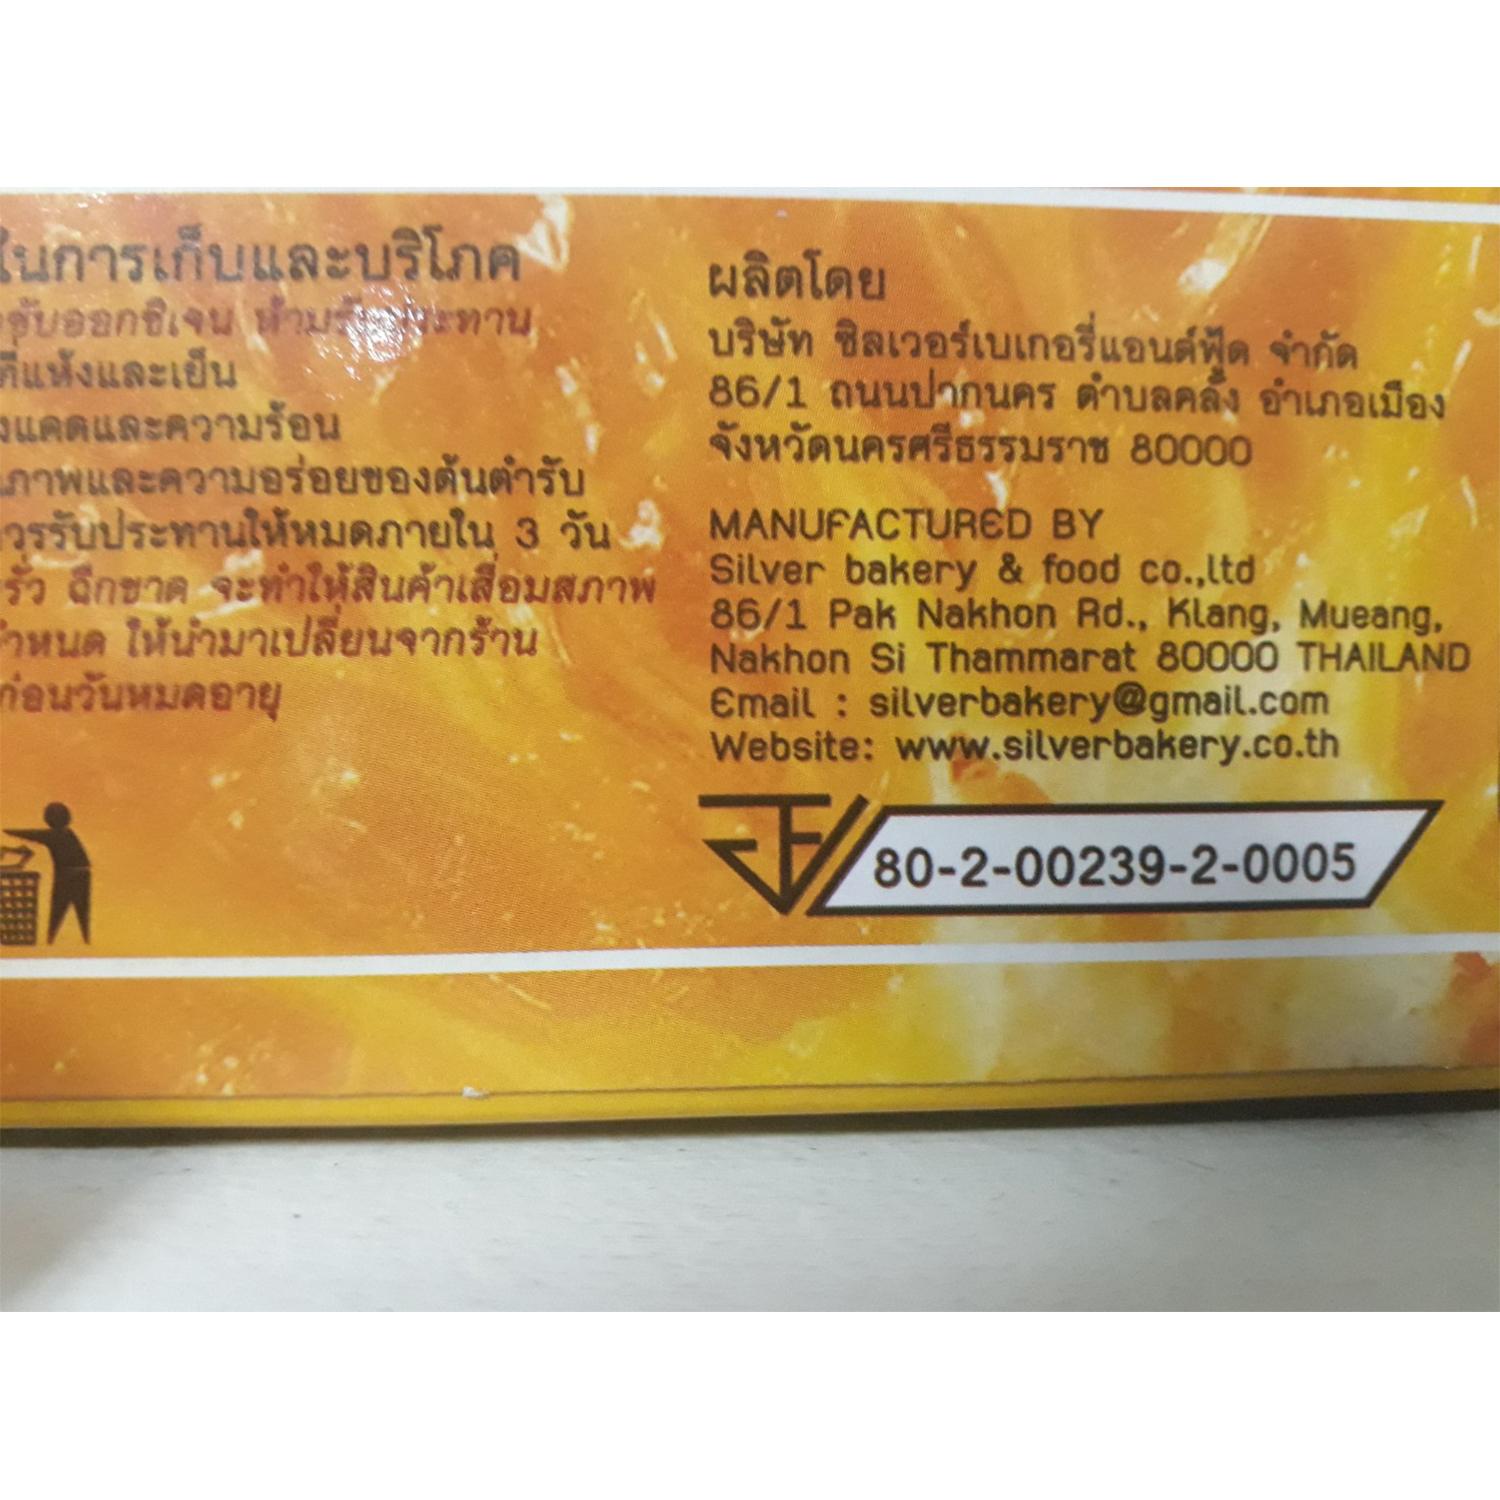 ในการเก็บและบริโภค
ห้ามรับประทาน
ที่แห้งและเย็น
งแดดและความร้อน
ภาพและความอร่อยของต้นตำรับ
ควรรับประทานให้หมดภายใน 3 วัน
รั่ว ฉีกขาด จะทำให้สินค้าเสื่อมสภาพ
กำหนด ให้นำมาเปลี่ยนจากร้าน
ก่อนวันหมดอายุ
ผลิตโดย
บริษัท ซิลเวอร์เบเกอรี่แอนด์ฟู้ด จำกัด
86/1 ถนนปากนคร ตำบลคลัง อำเภอเมือง
จังหวัดนครศรีธรรมราช 80000
MANUFACTURED BY
Silver bakery & food co.,ltd
86/1 Pak Nakhon Rd., Klang, Mueang,
Nakhon Si Thammarat 80000 THAILAND
Email : silverbakery@gmail.com
Website: www.silverbakery.co.th
80-2-00239-2-0005